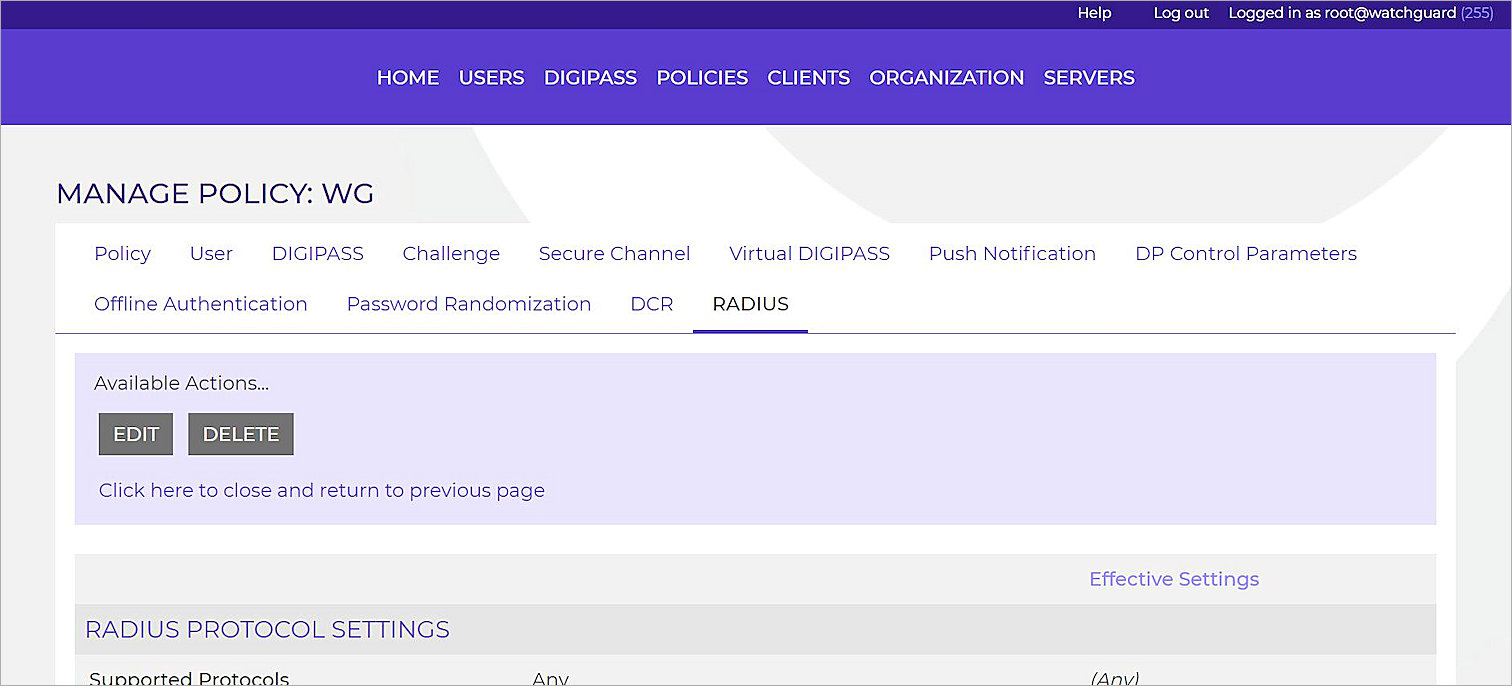 Help Log out Logged in as root@watchguard (255)
HOME USERS DIGIPASS POLICIES CLIENTS ORGANIZATION SERVERS
MANAGE POLICY: WG
Policy User DIGIPASS Challenge Secure Channel Virtual DIGIPASS Push Notification DP Control Parameters
Offline Authentication Password Randomization DCR RADIUS
Available Actions...
EDIT DELETE
Click here to close and return to previous page
Effective Settings
RADIUS PROTOCOL SETTINGS
Supported Protocols Any (Any)